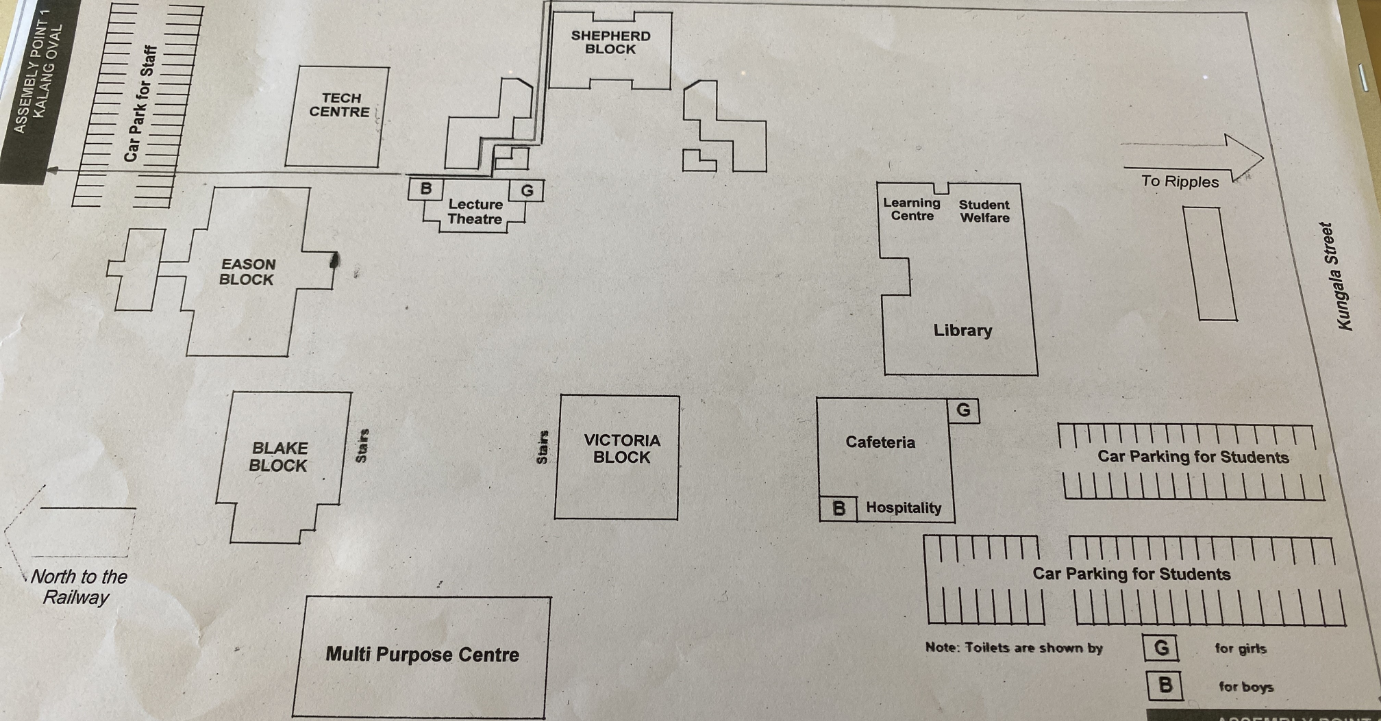 ASSEMBLY POINT 1
KALANG OVAL
Car Park for Staff
SHEPHERD
BLOCK
TECH
CENTRE
B
G
Lecture
Theatre
To Ripples
Learning
Centre
Student
Welfare
Library
Kungala Street
EASON
BLOCK
BLAKE
BLOCK
Stairs
Stairs
VICTORIA
BLOCK
Cafeteria
G
B
Hospitality
Car Parking for Students
Car Parking for Students
North to the
Railway
Multi Purpose Centre
Note: Toilets are shown by
G
for girls
B
for boys
ASSEMBLY POINT